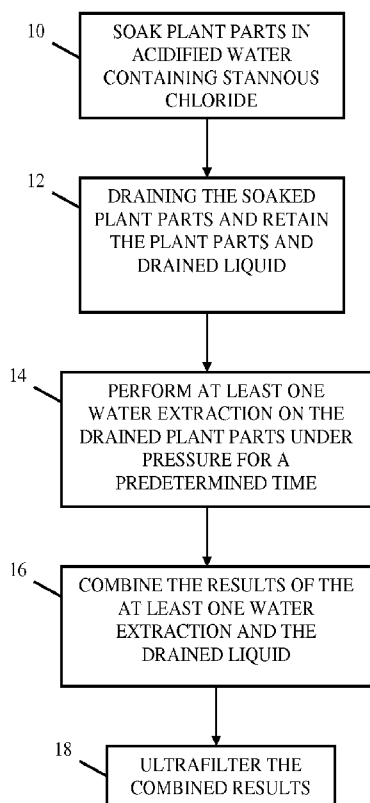 10
SOAK PLANT PARTS IN
ACIDIFIED WATER
CONTAINING STANNOUS
CHLORIDE
12
DRAINING THE SOAKED
PLANT PARTS AND RETAIN
THE PLANT PARTS AND
DRAINED LIQUID
14
PERFORM AT LEAST ONE
WATER EXTRACTION ON THE
DRAINED PLANT PARTS UNDER
PRESSURE FOR A
PREDETERMINED TIME
16
COMBINE THE RESULTS OF THE
AT LEAST ONE WATER
EXTRACTION AND THE
DRAINED LIQUID
18
ULTRAFILTER THE
COMBINED RESULTS